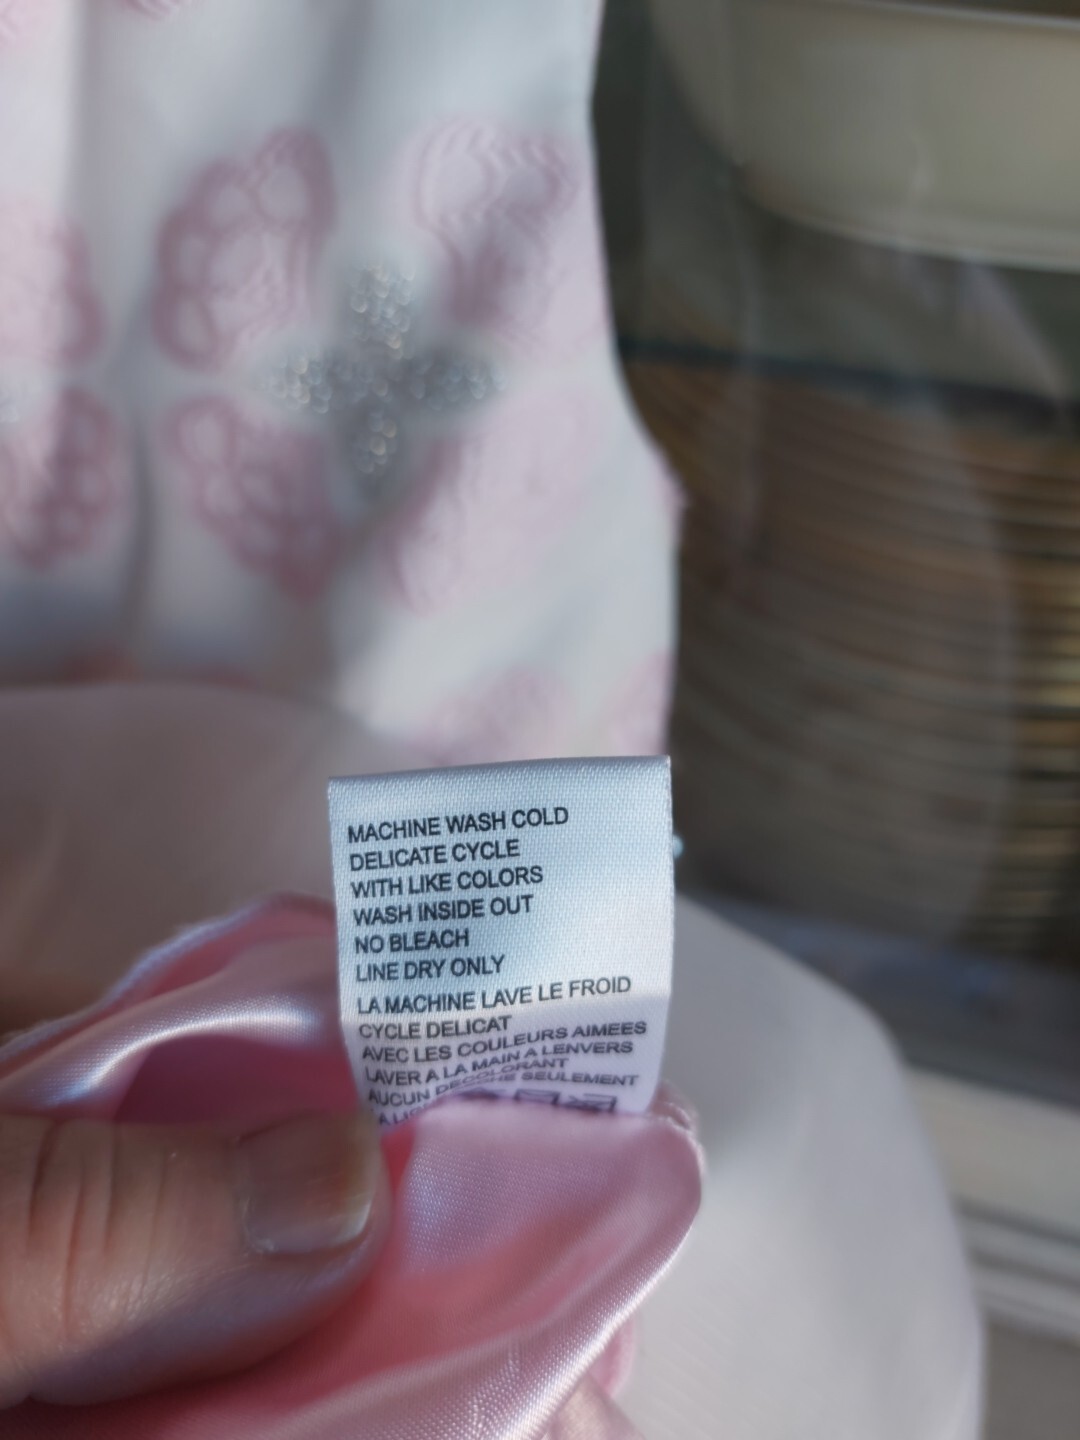 MACHINE WASH COLD
DELICATE CYCLE
WITH LIKE COLORS
WASH INSIDE OUT
NO BLEACH
LINE DRY ONLY
LA MACHINE LAVE LE FROID
CYCLE DELICAT
AVEC LES COULEURS AIMEES
LAVER A LA MAIN A LENVERS
AUCUN DECOLORANT
SEULEMENT